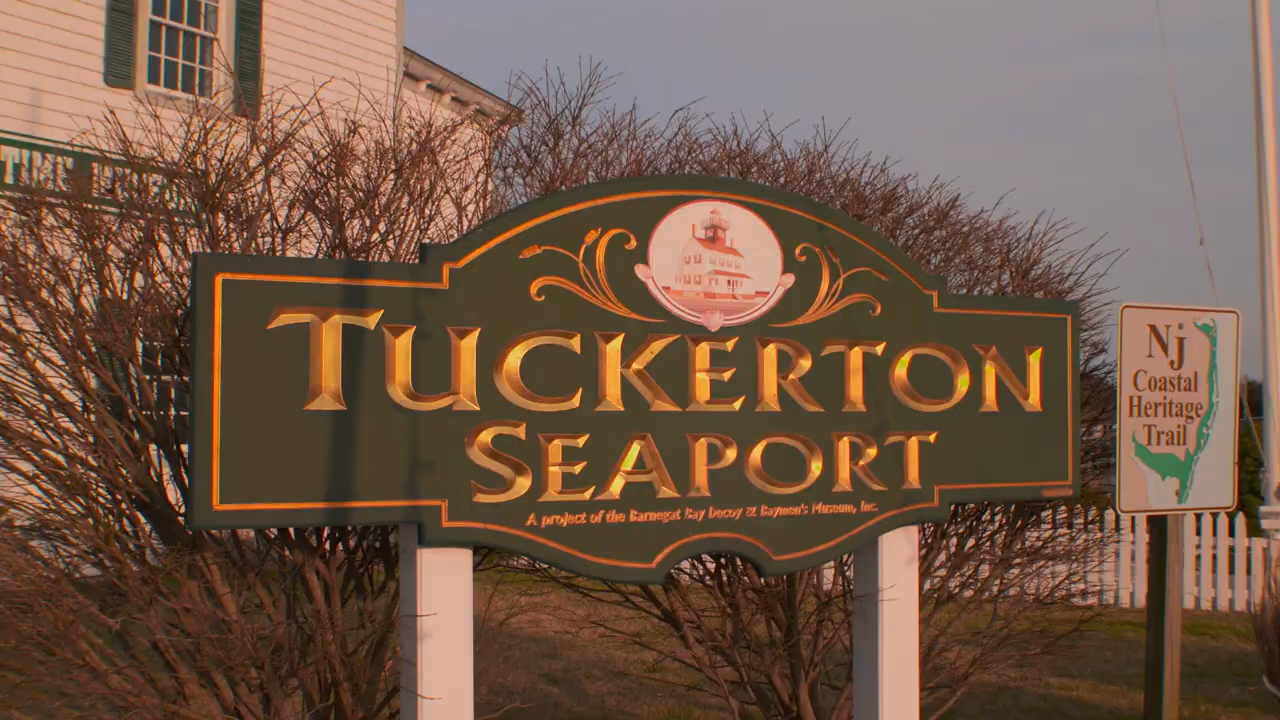 TUCKERTON
SEAPORT
A project of the Barnegat Bay Decoy & Baymen's Museum, Inc.
NJ
Coastal
Heritage
Trail